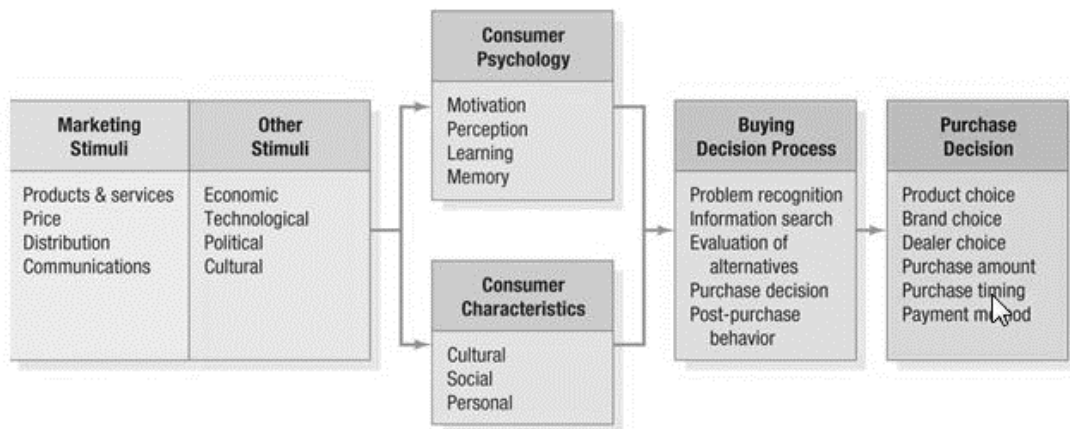 Marketing
Stimuli
Products & services
Price
Distribution
Communications
Other
Stimuli
Economic
Technological
Political
Cultural
Consumer
Psychology
Motivation
Perception
Learning
Memory
Consumer
Characteristics
Cultural
Social
Personal
Buying
Decision Process
Problem recognition
Information search
Evaluation of
alternatives
Purchase decision
Post-purchase
behavior
Purchase
Decision
Product choice
Brand choice
Dealer choice
Purchase amount
Purchase timing
Payment method